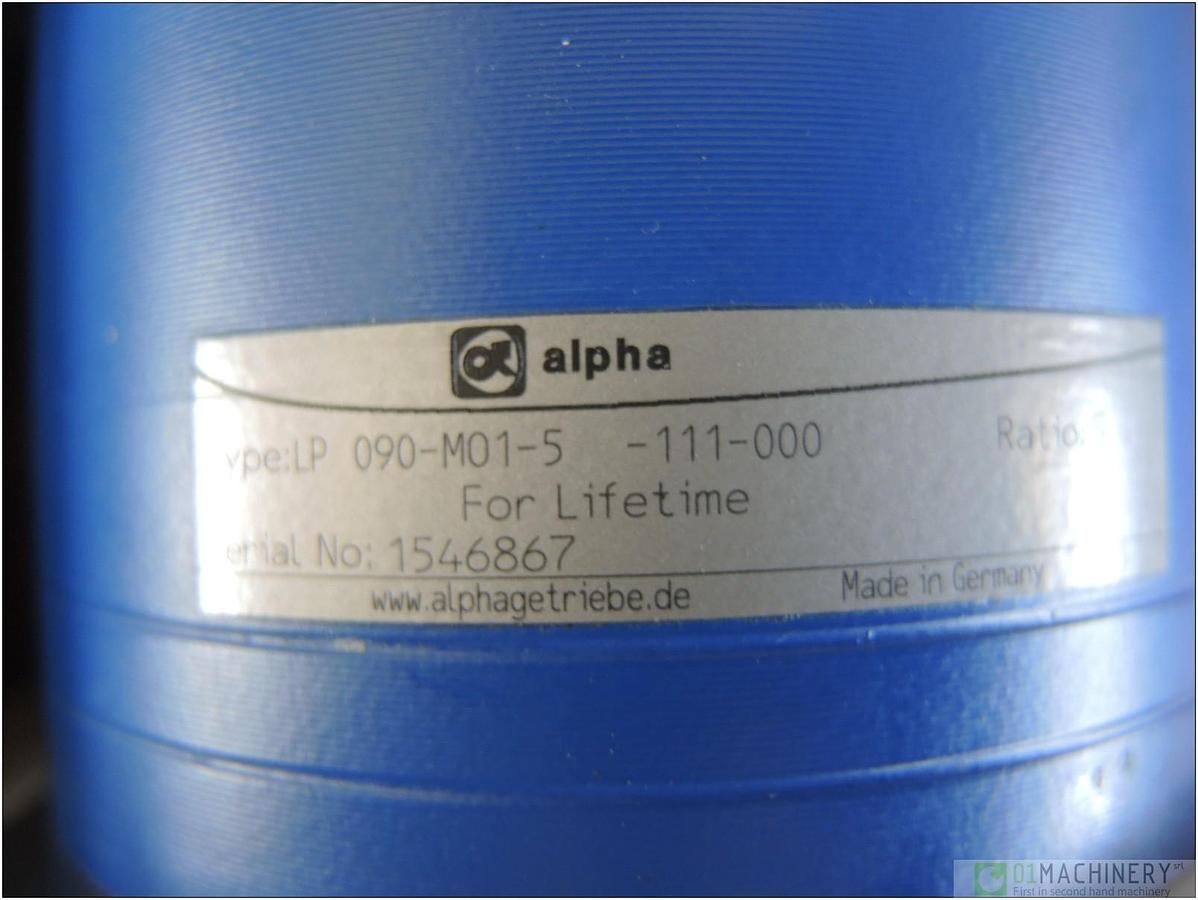 alpha
ype:LP 090-M01-5 -111-000 Ratio:
For Lifetime
erial No: 1546867
www.alphagetriebe.de Made in Germany
01MACHINERY srl
First in second hand machinery